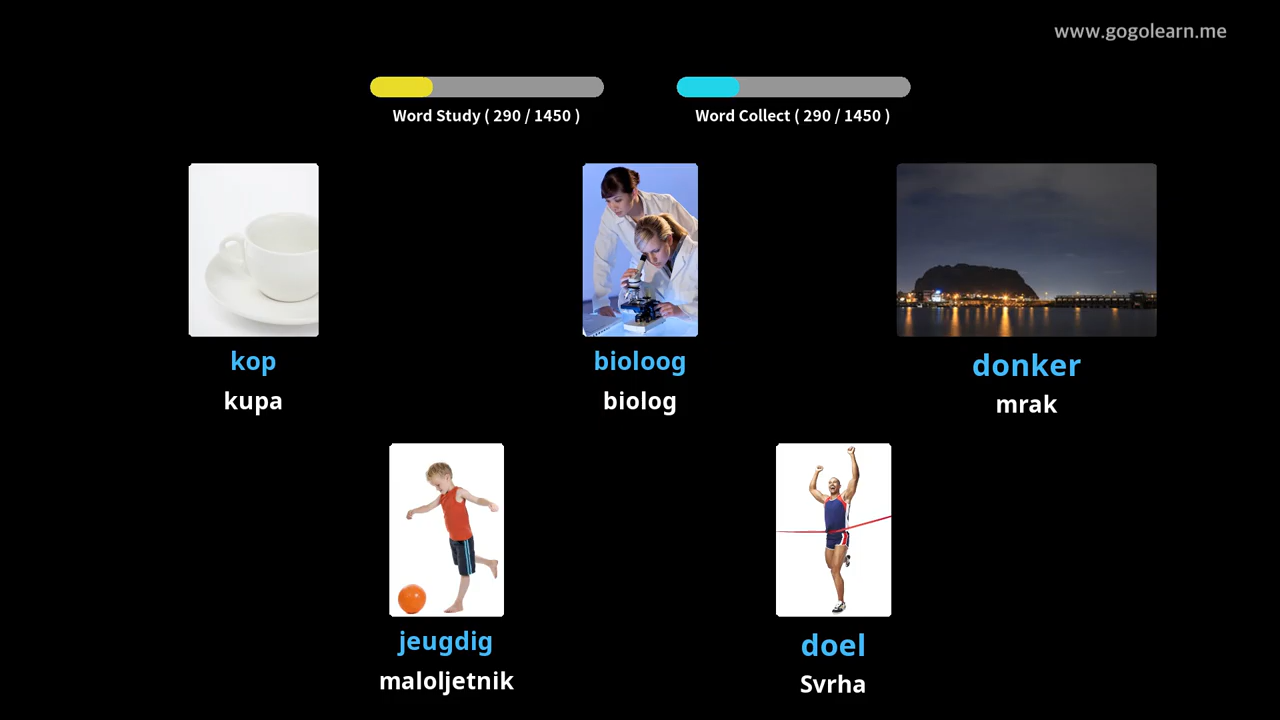 www.gogolearn.me
Word Study ( 290 / 1450 )
Word Collect ( 290 / 1450 )
kop
kupa
bioloog
biolog
donker
mrak
jeugdig
maloljetnik
doel
Svrha